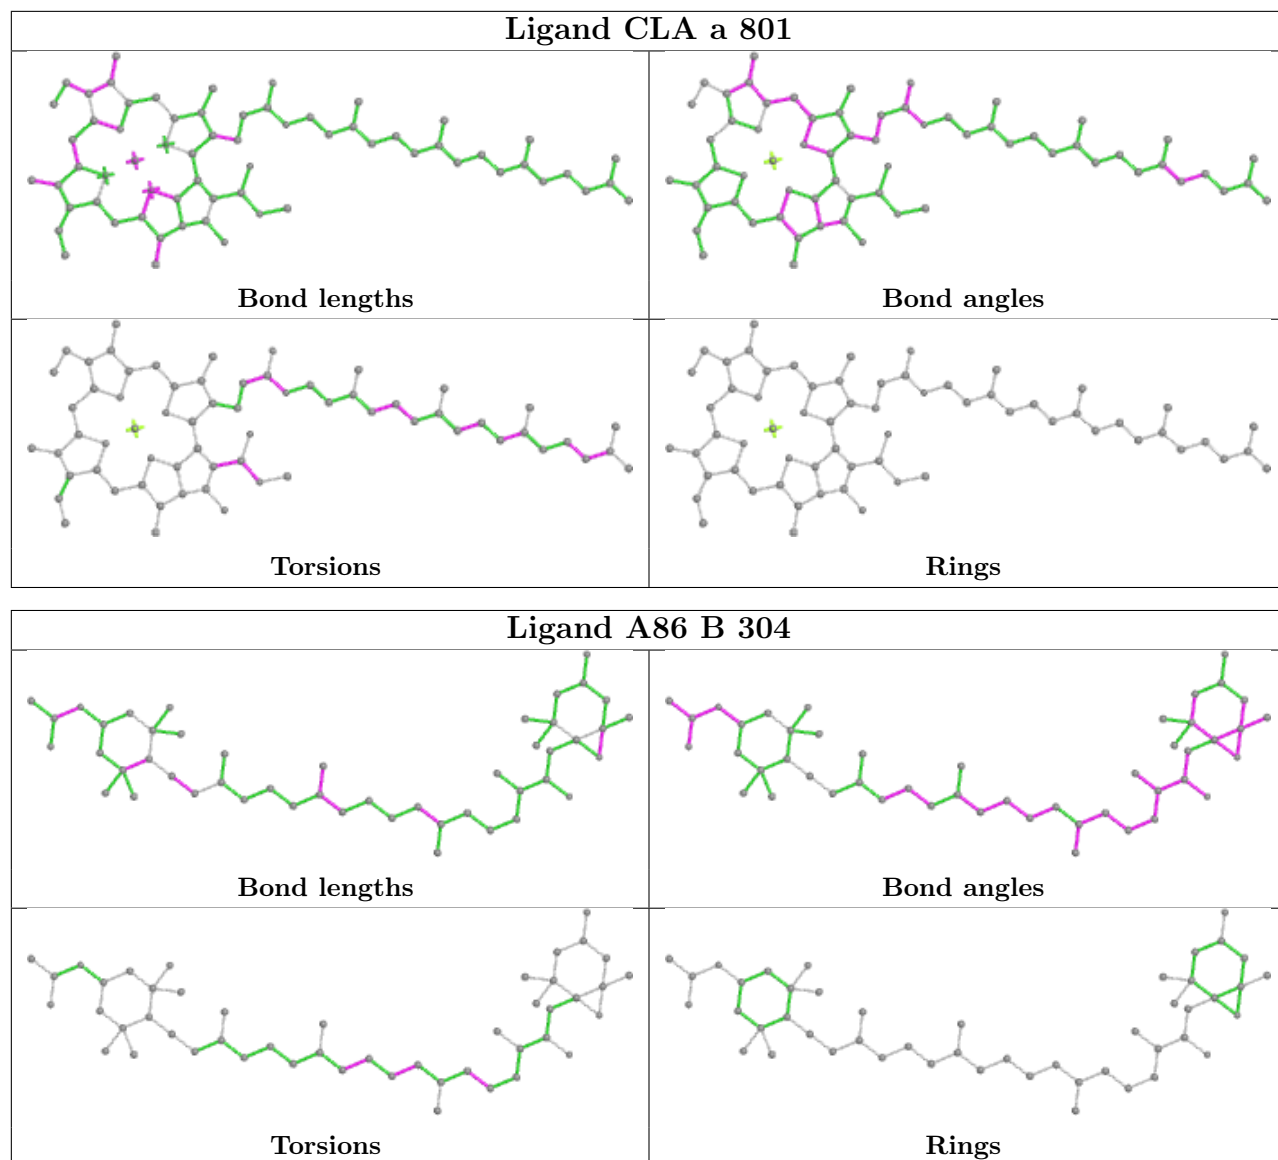 Ligand CLA a 801
Bond lengths
Bond angles
Torsions
Rings
Ligand A86 B 304
Bond lengths
Bond angles
Torsions
Rings